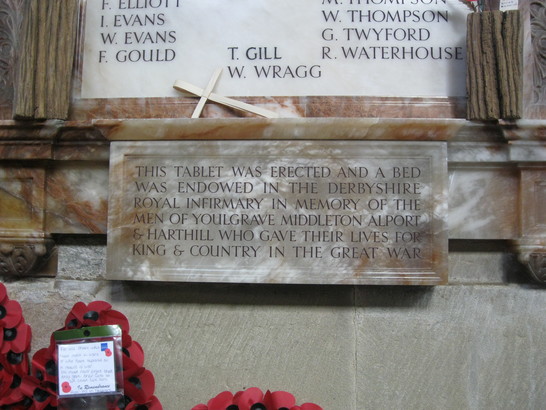 F. ELLIOTT
I. EVANS
W. EVANS
F. GOULD
T. GILL
W. WRAGG
M. THOMPSON
W. THOMPSON
G. TWYFORD
R. WATERHOUSE
THIS TABLET WAS ERECTED AND A BED
WAS ENDOWED IN THE DERBYSHIRE
ROYAL INFIRMARY IN MEMORY OF THE
MEN OF YOULGRAVE MIDDLETON ALPORT
& HARTHILL WHO GAVE THEIR LIVES FOR
KING & COUNTRY IN THE GREAT WAR